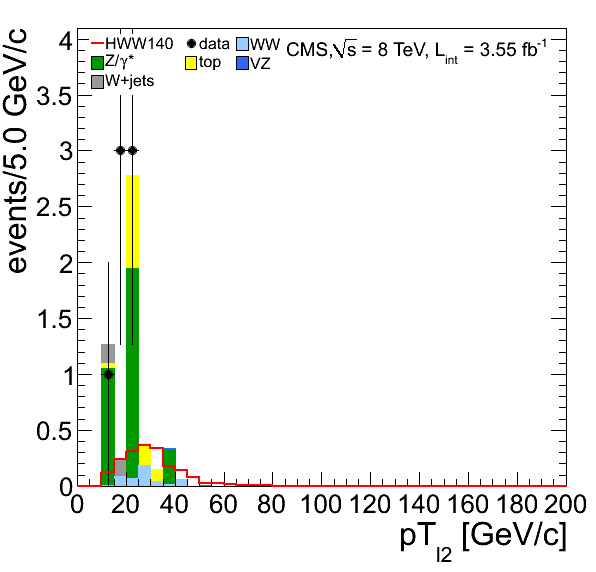 HWW140 data WW
Z/γ* top VZ
W+jets
CMS,√s = 8 TeV, L_int = 3.55 fb⁻¹
events/5.0 GeV/c
4
3.5
3
2.5
2
1.5
1
0.5
0
0 20 40 60 80 100 120 140 160 180 200
pT_l2 [GeV/c]